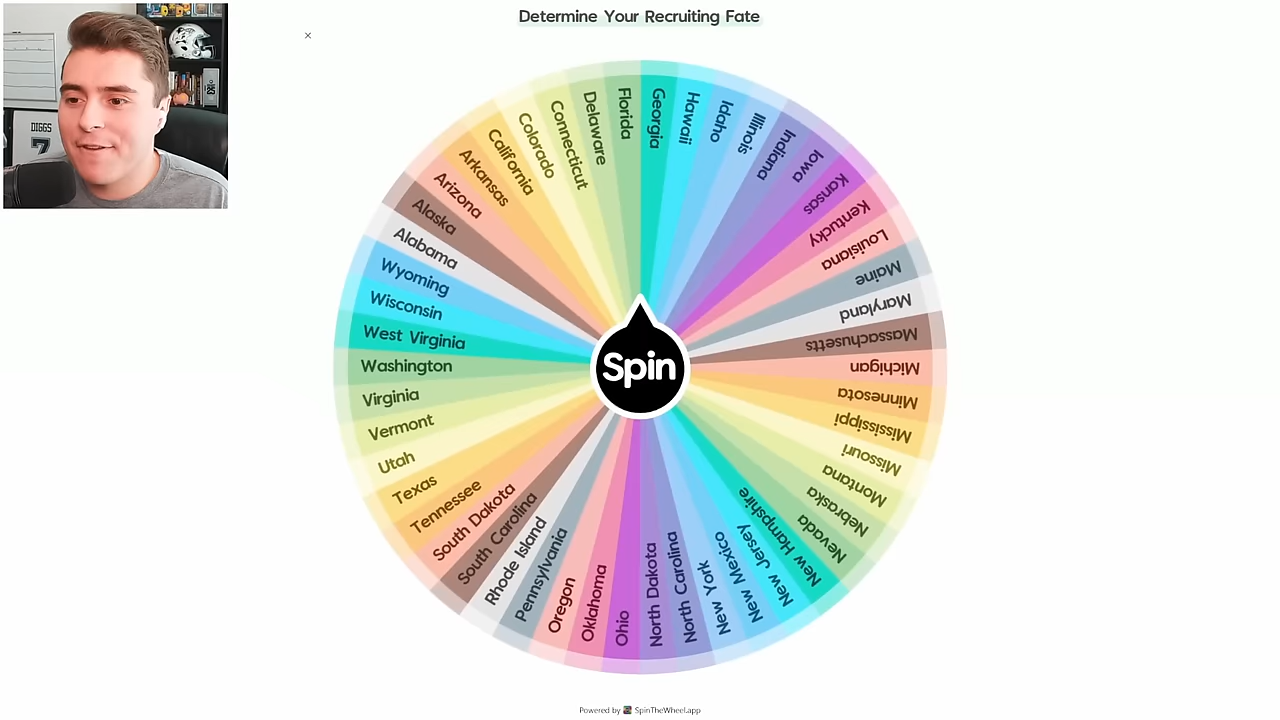 Determine Your Recruiting Fate
×
DIGGS
7
Georgia
Hawaii
Idaho
Illinois
Indiana
Iowa
Kansas
Kentucky
Louisiana
Maine
Maryland
Massachusetts
Michigan
Minnesota
Mississippi
Missouri
Montana
Nebraska
Nevada
New Hampshire
New Jersey
New Mexico
New York
North Carolina
North Dakota
Ohio
Oklahoma
Oregon
Pennsylvania
Rhode Island
South Carolina
South Dakota
Tennessee
Texas
Utah
Vermont
Virginia
Washington
West Virginia
Wisconsin
Wyoming
Alabama
Alaska
Arizona
Arkansas
California
Colorado
Connecticut
Delaware
Florida
Spin
Powered by SpinTheWheel.app